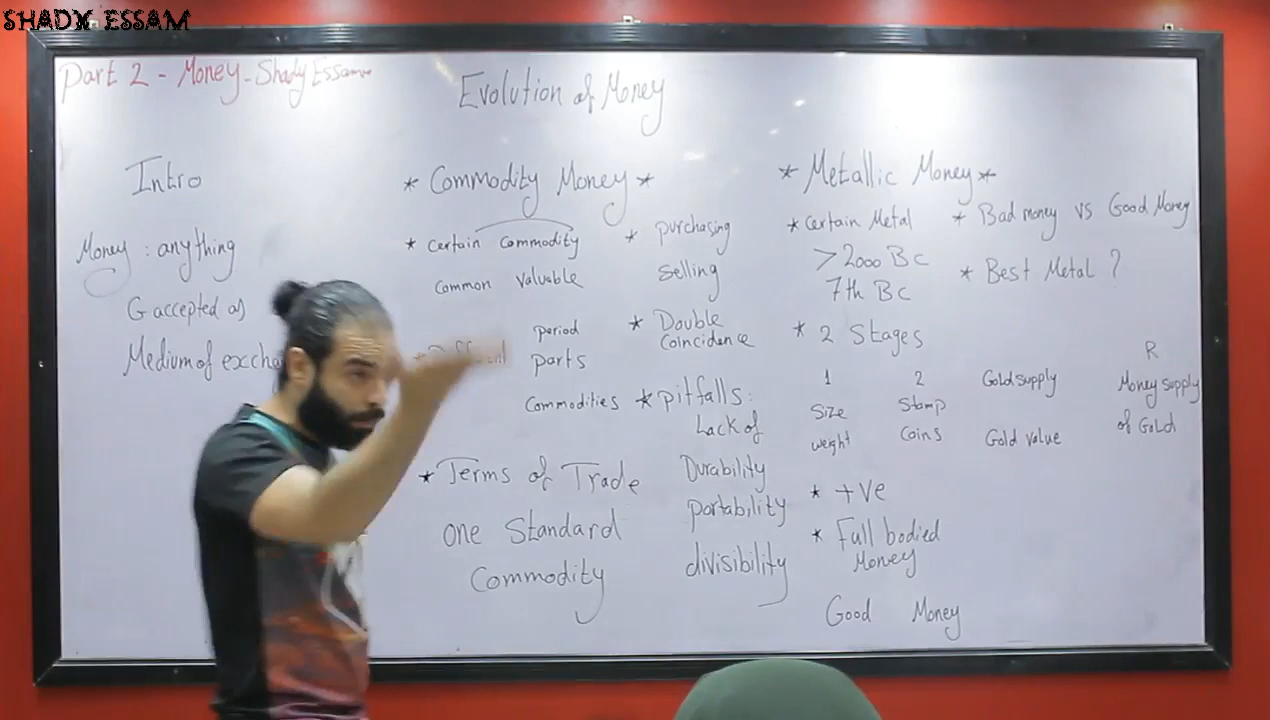 SHADX ESSAM
Part 2 - Money - Shady Essam
Evolution of Money
Intro
Money : anything
G accepted as
Medium of excha
* Commodity Money *
* Certain Commodity
Common Valuable
period
parts
Commodities
* Terms of Trade
one Standard
Commodity
* purchasing
Selling
* Double
Coincidence
* pitfalls:
Lack of
Durability
portability
divisibility
* Metallic Money *
* Certain Metal
> 2000 BC
7th BC
* 2 Stages
1
Size
weight
2
Stamp
Coins
* +ve
* Full bodied
Money
Good Money
* Bad money vs Good Money
* Best Metal ?
Gold supply
Gold value
R
Money supply
of Gold